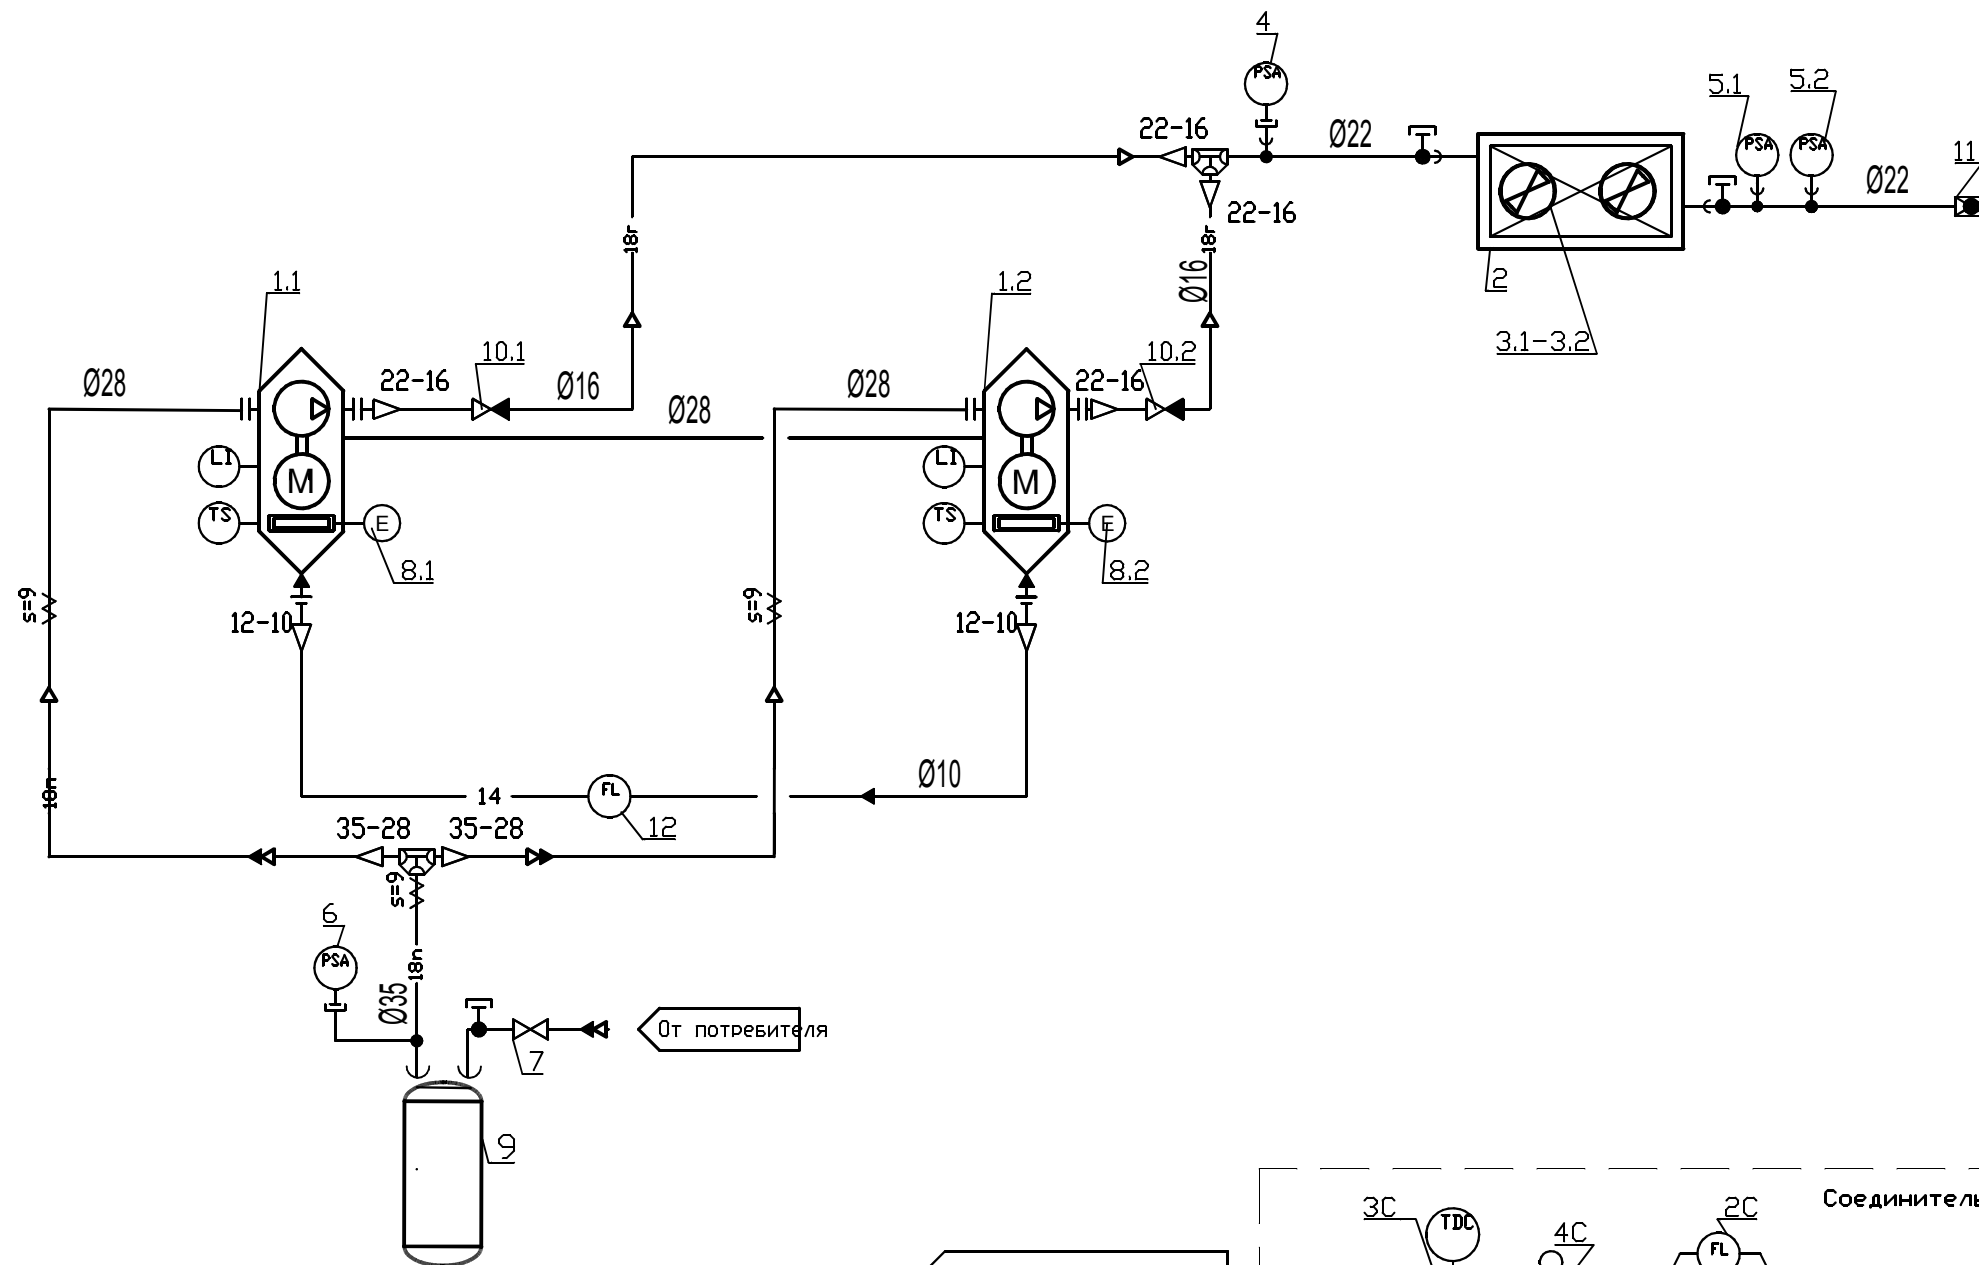 4
5.1
5.2
PSA
22-16
Ø22
PSA
PSA
11
Ø22
22-16
18г
18г
Ø16
1.1
1.2
2
3.1-3.2
10.1
10.2
Ø28
22-16
Ø16
Ø28
Ø28
22-16
LI
M
TS
E
8.1
LI
M
TS
E
8.2
s=9
12-10
s=9
12-10
18п
14
FL
Ø10
12
35-28
35-28
s=9
6
PSA
18п
Ø35
От потребителя
7
9
3C
TDC
4C
2C
FL
Соединитель